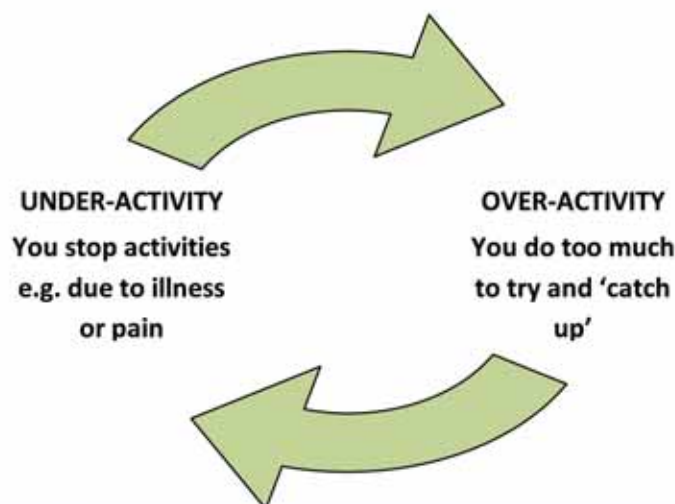 UNDER-ACTIVITY
You stop activities
e.g. due to illness
or pain
OVER-ACTIVITY
You do too much
to try and ‘catch
up’